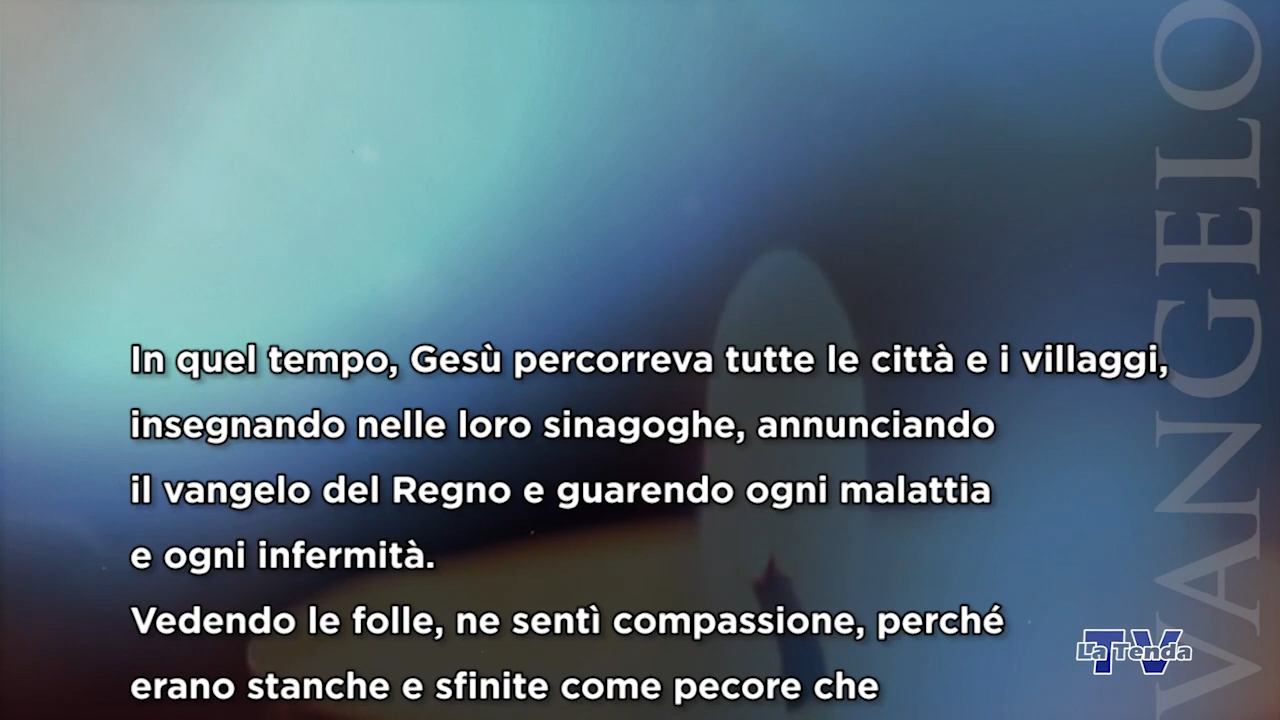 In quel tempo, Gesù percorreva tutte le città e i villaggi,
insegnando nelle loro sinagoghe, annunciando
il vangelo del Regno e guarendo ogni malattia
e ogni infermità.
Vedendo le folle, ne sentì compassione, perché
erano stanche e sfinite come pecore che
VANGELO
La Tenda
TV